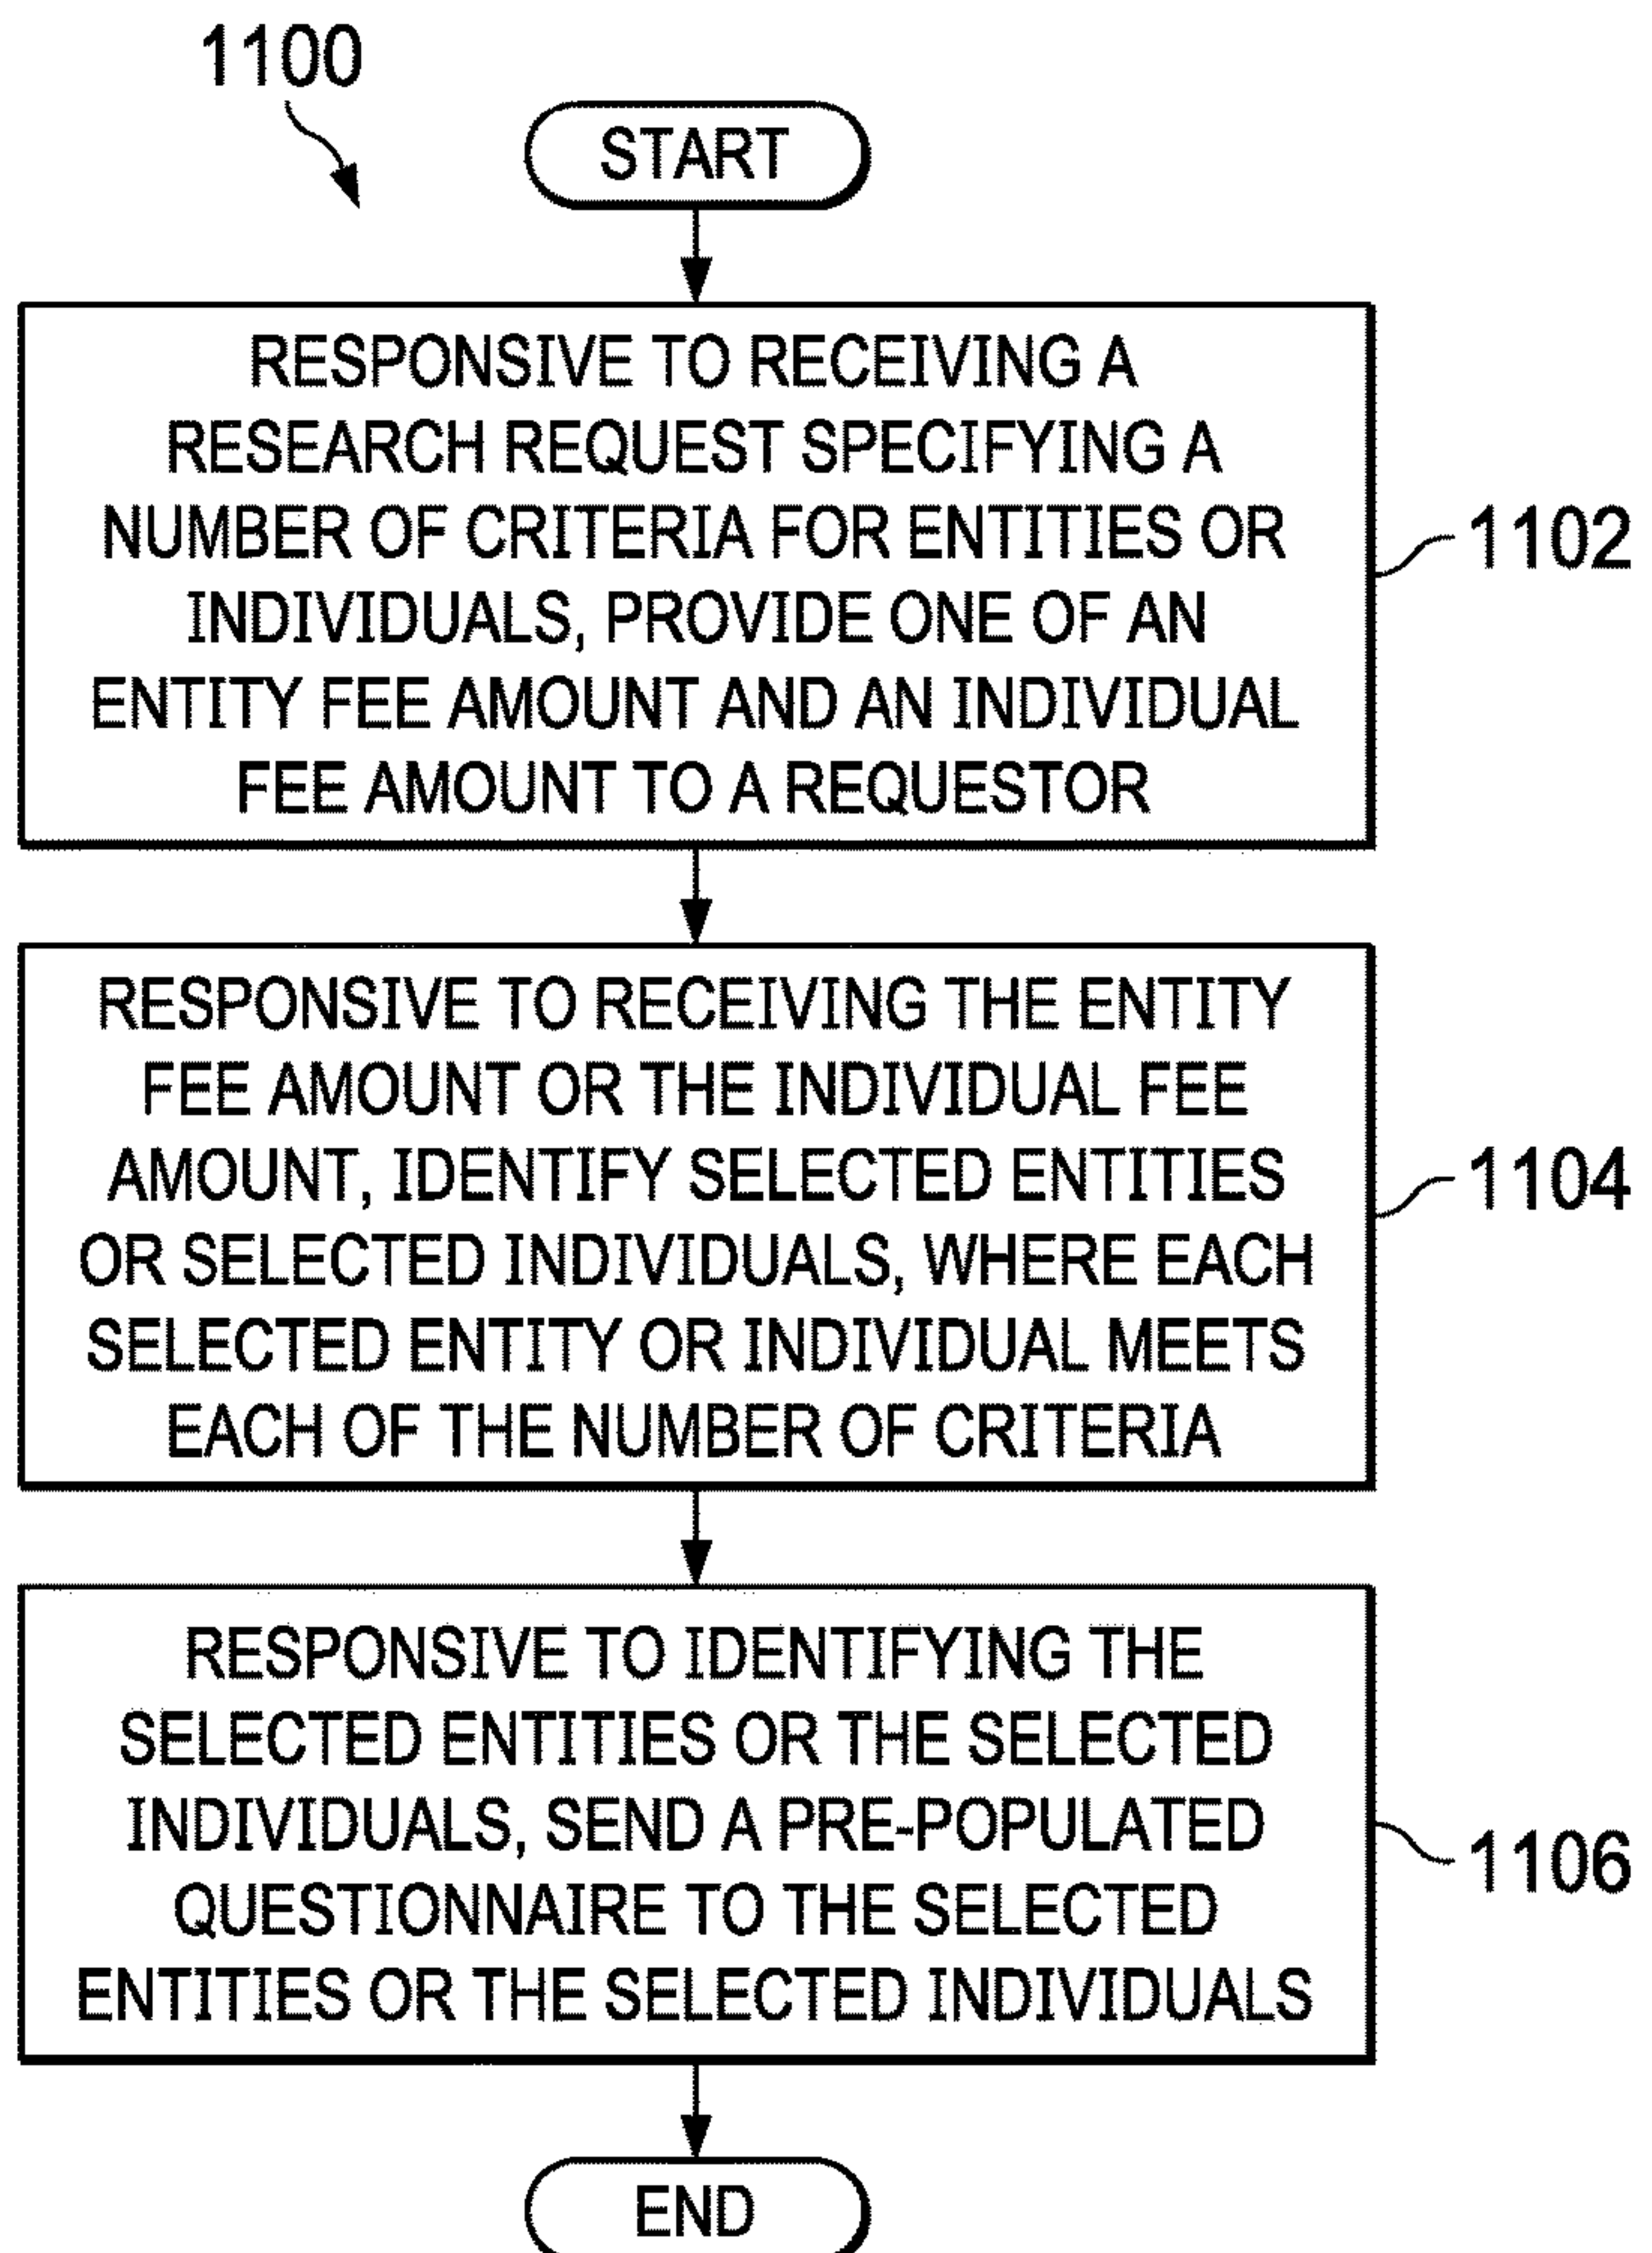 1100
START
RESPONSIVE TO RECEIVING A
RESEARCH REQUEST SPECIFYING A
NUMBER OF CRITERIA FOR ENTITIES OR
INDIVIDUALS, PROVIDE ONE OF AN
ENTITY FEE AMOUNT AND AN INDIVIDUAL
FEE AMOUNT TO A REQUESTOR
1102
RESPONSIVE TO RECEIVING THE ENTITY
FEE AMOUNT OR THE INDIVIDUAL FEE
AMOUNT, IDENTIFY SELECTED ENTITIES
OR SELECTED INDIVIDUALS, WHERE EACH
SELECTED ENTITY OR INDIVIDUAL MEETS
EACH OF THE NUMBER OF CRITERIA
1104
RESPONSIVE TO IDENTIFYING THE
SELECTED ENTITIES OR THE SELECTED
INDIVIDUALS, SEND A PRE-POPULATED
QUESTIONNAIRE TO THE SELECTED
ENTITIES OR THE SELECTED INDIVIDUALS
1106
END